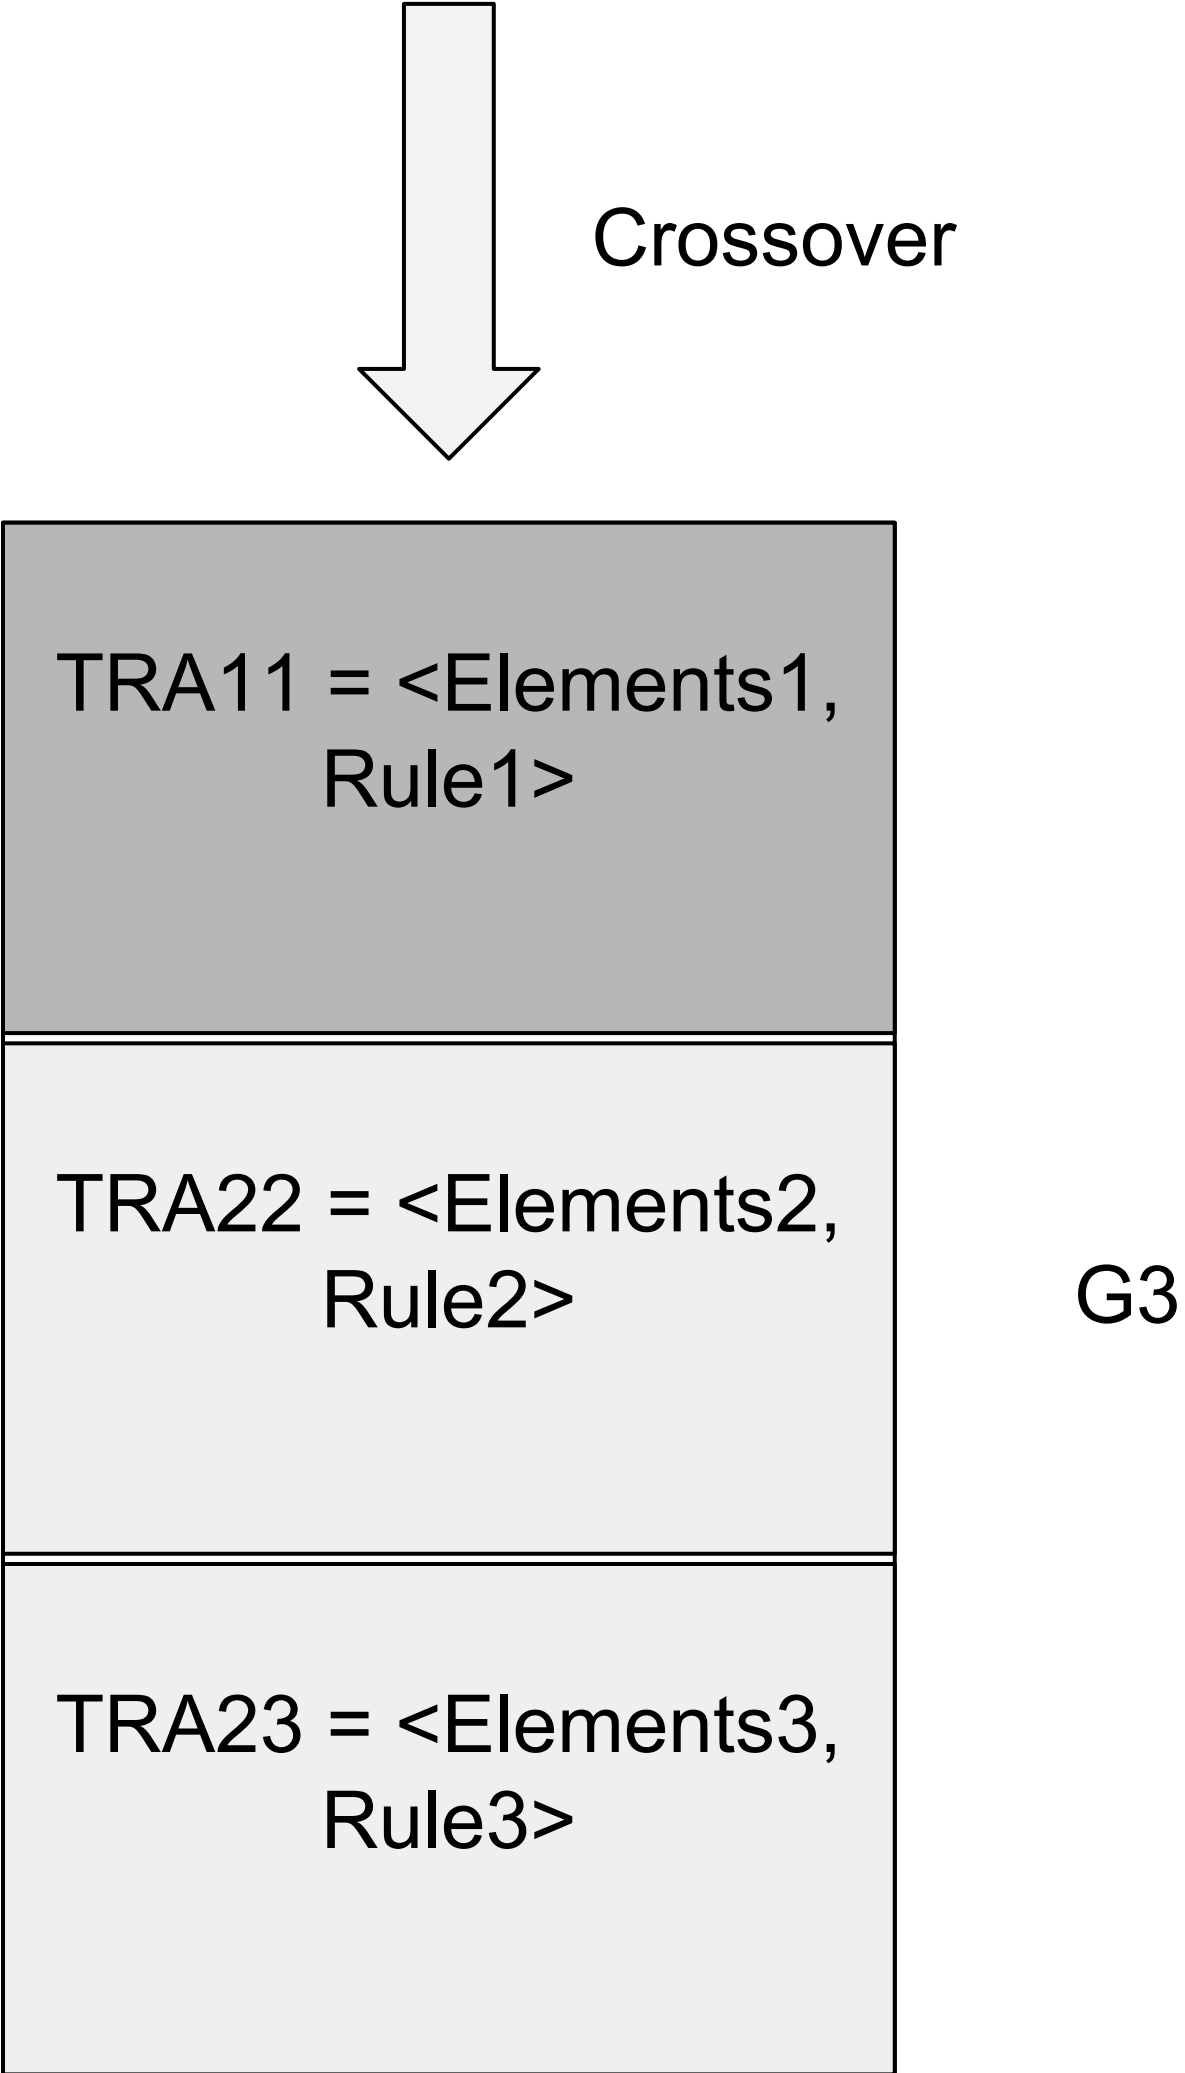 Crossover
TRA11 = <Elements1,
Rule1>
TRA22 = <Elements2,
Rule2>
G3
TRA23 = <Elements3,
Rule3>